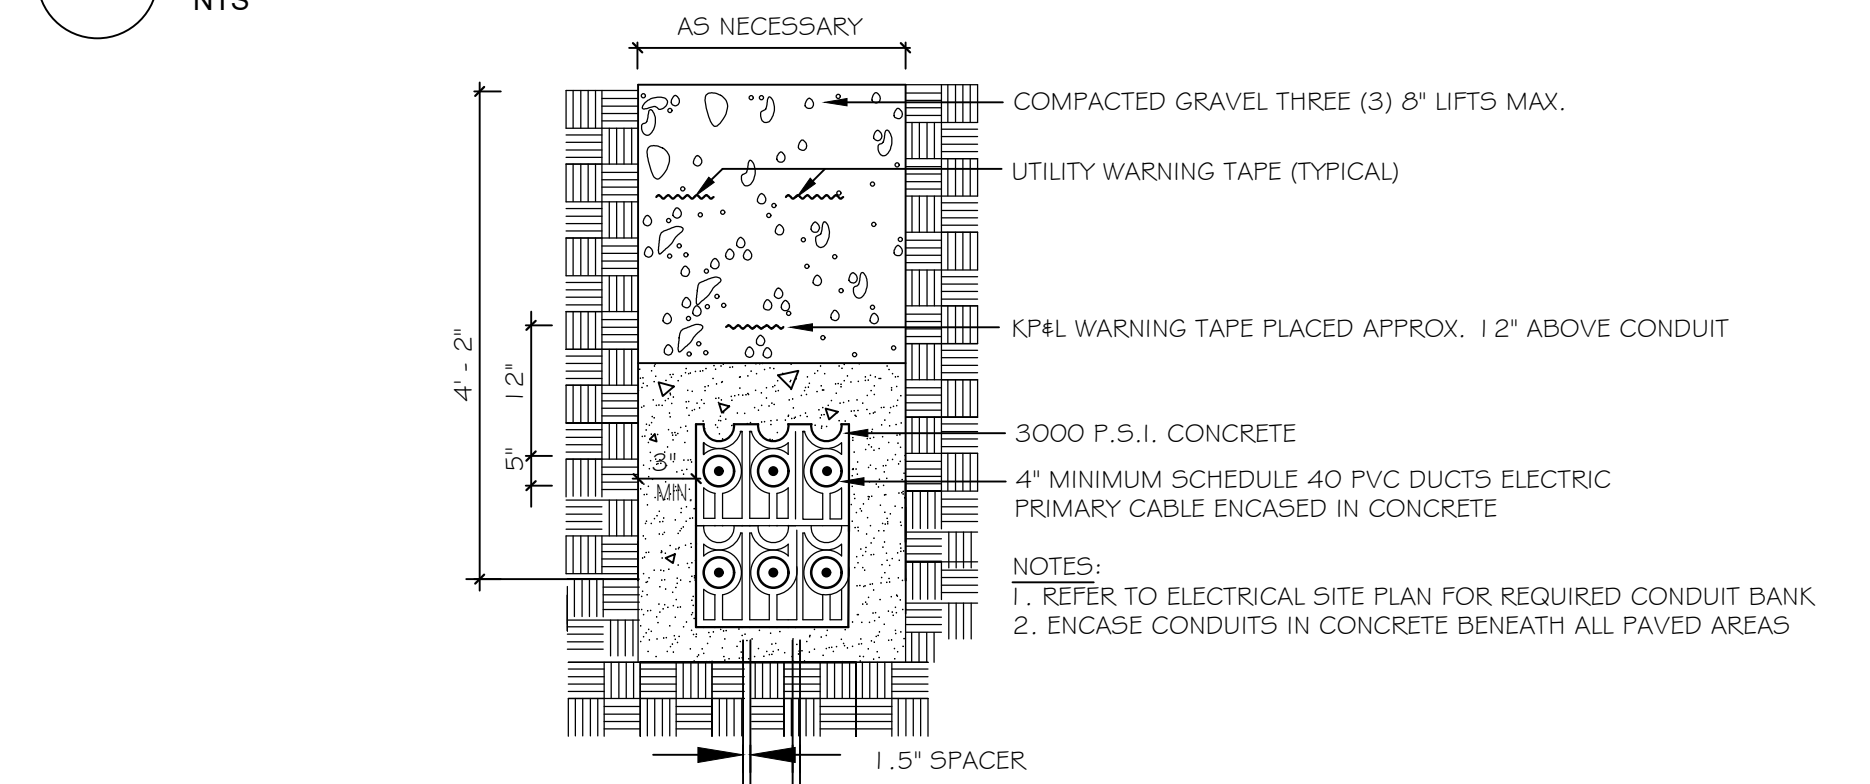 NTS
AS NECESSARY
COMPACTED GRAVEL THREE (3) 8" LIFTS MAX.
UTILITY WARNING TAPE (TYPICAL)
KP&L WARNING TAPE PLACED APPROX. 12" ABOVE CONDUIT
4' - 2"
12"
5"
3"
MIN
3000 P.S.I. CONCRETE
4" MINIMUM SCHEDULE 40 PVC DUCTS ELECTRIC
PRIMARY CABLE ENCASED IN CONCRETE
NOTES:
1. REFER TO ELECTRICAL SITE PLAN FOR REQUIRED CONDUIT BANK
2. ENCASE CONDUITS IN CONCRETE BENEATH ALL PAVED AREAS
1.5" SPACER